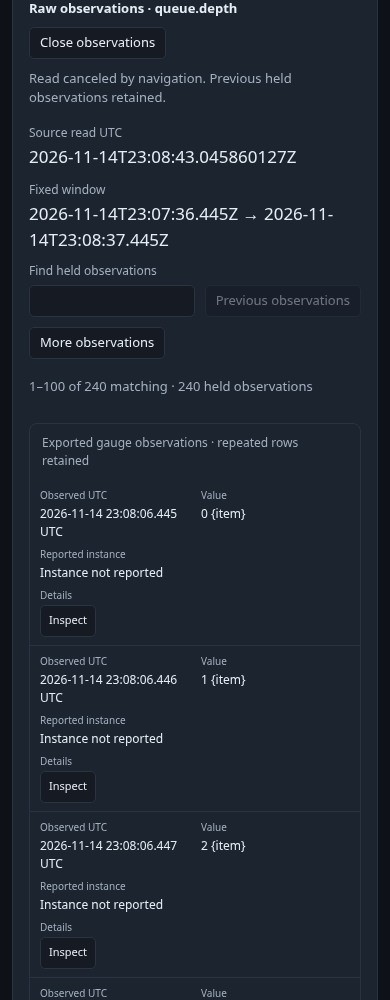 Raw observations · queue.depth
Close observations
Read canceled by navigation. Previous held
observations retained.
Source read UTC
2026-11-14T23:08:43.045860127Z
Fixed window
2026-11-14T23:07:36.445Z → 2026-11-
14T23:08:37.445Z
Find held observations
Previous observations
More observations
1–100 of 240 matching · 240 held observations
Exported gauge observations · repeated rows
retained
Observed UTC Value
2026-11-14 23:08:06.445 0 {item}
UTC
Reported instance
Instance not reported
Details
Inspect
Observed UTC Value
2026-11-14 23:08:06.446 1 {item}
UTC
Reported instance
Instance not reported
Details
Inspect
Observed UTC Value
2026-11-14 23:08:06.447 2 {item}
UTC
Reported instance
Instance not reported
Details
Inspect
Observed UTC Value